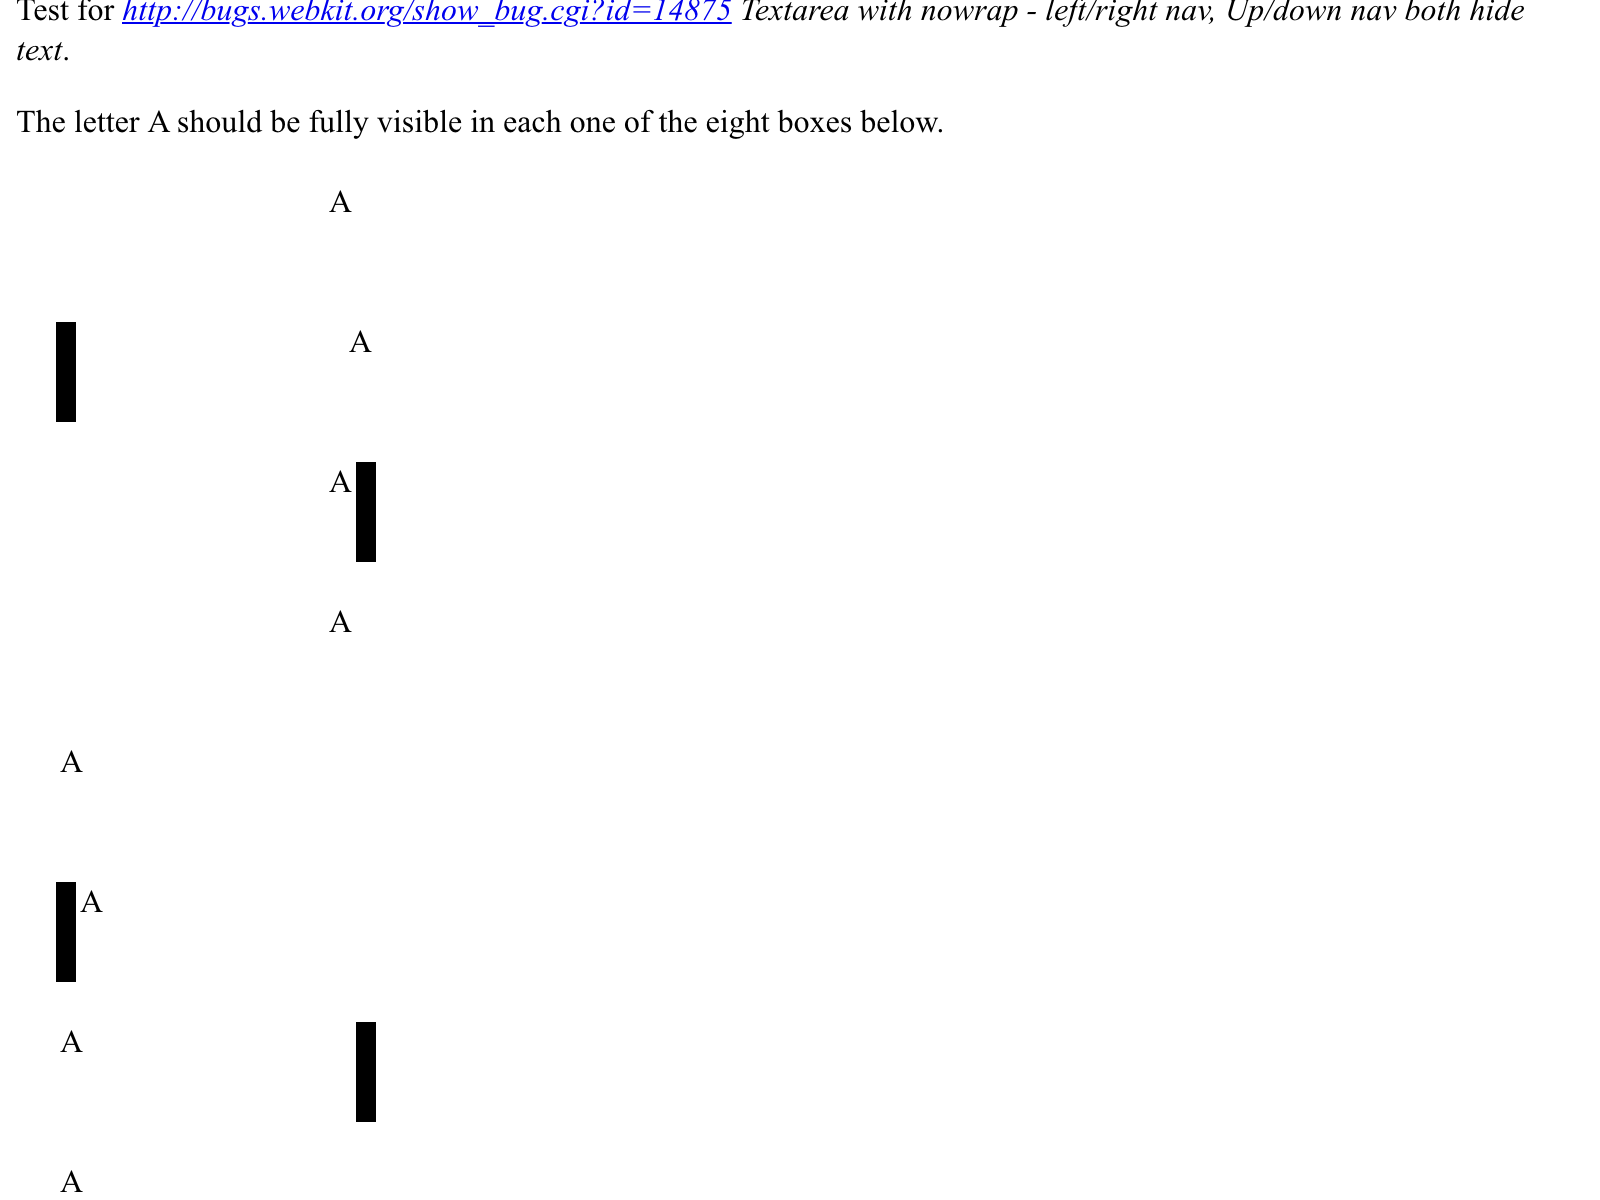 Test for http://bugs.webkit.org/show_bug.cgi?id=14875 Textarea with nowrap - left/right nav, Up/down nav both hide
text.
The letter A should be fully visible in each one of the eight boxes below.
A
A
A
A
A
A
A
A